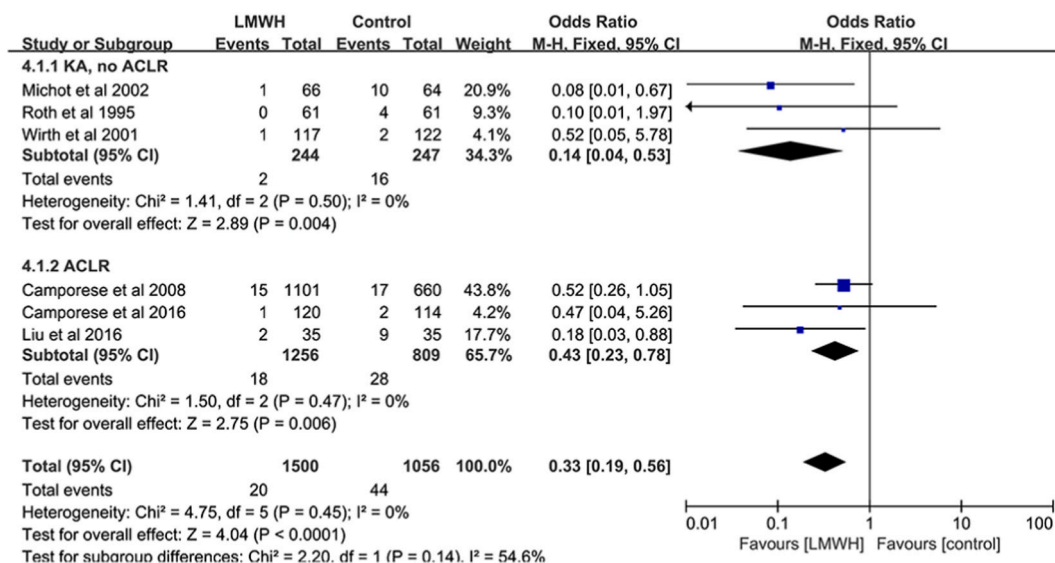 LMWH Control Odds Ratio Odds Ratio
Study or Subgroup Events Total Events Total Weight M-H, Fixed, 95% CI M-H, Fixed, 95% CI
4.1.1 KA, no ACLR
Michot et al 2002 1 66 10 64 20.9% 0.08 [0.01, 0.67]
Roth et al 1995 0 61 4 61 9.3% 0.10 [0.01, 1.97]
Wirth et al 2001 1 117 2 122 4.1% 0.52 [0.05, 5.78]
Subtotal (95% CI) 244 247 34.3% 0.14 [0.04, 0.53]
Total events 2 16
Heterogeneity: Chi² = 1.41, df = 2 (P = 0.50); I² = 0%
Test for overall effect: Z = 2.89 (P = 0.004)
4.1.2 ACLR
Camporese et al 2008 15 1101 17 660 43.8% 0.52 [0.26, 1.05]
Camporese et al 2016 1 120 2 114 4.2% 0.47 [0.04, 5.26]
Liu et al 2016 2 35 9 35 17.7% 0.18 [0.03, 0.88]
Subtotal (95% CI) 1256 809 65.7% 0.43 [0.23, 0.78]
Total events 18 28
Heterogeneity: Chi² = 1.50, df = 2 (P = 0.47); I² = 0%
Test for overall effect: Z = 2.75 (P = 0.006)
Total (95% CI) 1500 1056 100.0% 0.33 [0.19, 0.56]
Total events 20 44
Heterogeneity: Chi² = 4.75, df = 5 (P = 0.45); I² = 0%
Test for overall effect: Z = 4.04 (P < 0.0001)
Test for subgroup differences: Chi² = 2.20, df = 1 (P = 0.14), I² = 54.6%
0.01 0.1 1 10 100
Favours [LMWH] Favours [control]